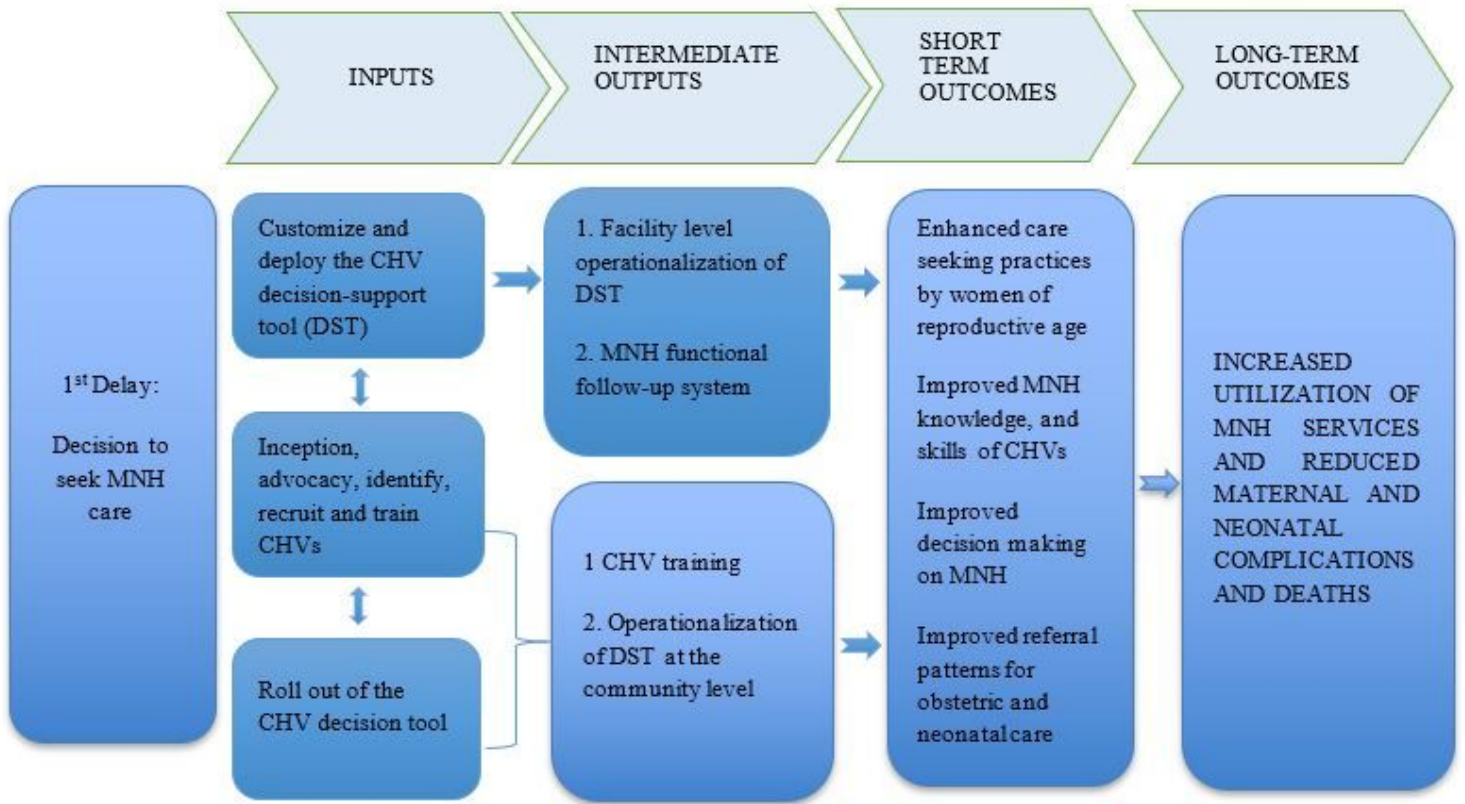 INPUTS
INTERMEDIATE
OUTPUTS
SHORT
TERM
OUTCOMES
LONG-TERM
OUTCOMES
1st Delay:
Decision to
seek MNH
care
Customize and
deploy the CHV
decision-support
tool (DST)
Inception,
advocacy, identify,
recruit and train
CHVs
Roll out of the
CHV decision tool
1. Facility level
operationalization of
DST
2. MNH functional
follow-up system
1 CHV training
2. Operationalization
of DST at the
community level
Enhanced care
seeking practices
by women of
reproductive age
Improved MNH
knowledge, and
skills of CHVs
Improved
decision making
on MNH
Improved referral
patterns for
obstetric and
neonatal care
INCREASED
UTILIZATION OF
MNH SERVICES
AND REDUCED
MATERNAL AND
NEONATAL
COMPLICATIONS
AND DEATHS